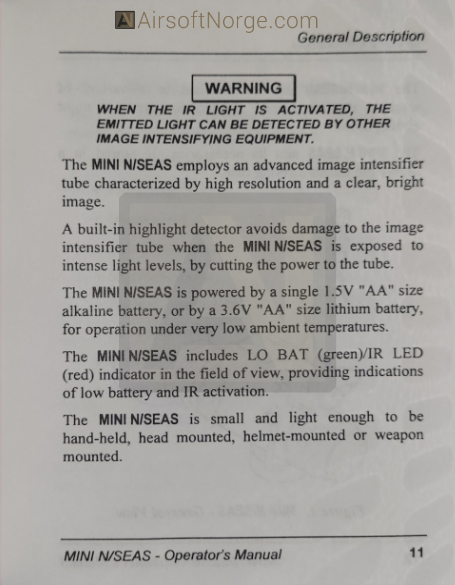 AirsoftNorge.com
General Description
WARNING
WHEN THE IR LIGHT IS ACTIVATED, THE
EMITTED LIGHT CAN BE DETECTED BY OTHER
IMAGE INTENSIFYING EQUIPMENT.
The MINI N/SEAS employs an advanced image intensifier
tube characterized by high resolution and a clear, bright
image.
A built-in highlight detector avoids damage to the image
intensifier tube when the MINI N/SEAS is exposed to
intense light levels, by cutting the power to the tube.
The MINI N/SEAS is powered by a single 1.5V "AA" size
alkaline battery, or by a 3.6V "AA" size lithium battery,
for operation under very low ambient temperatures.
The MINI N/SEAS includes LO BAT (green)/IR LED
(red) indicator in the field of view, providing indications
of low battery and IR activation.
The MINI N/SEAS is small and light enough to be
hand-held, head mounted, helmet-mounted or weapon
mounted.
MINI N/SEAS - Operator's Manual 11